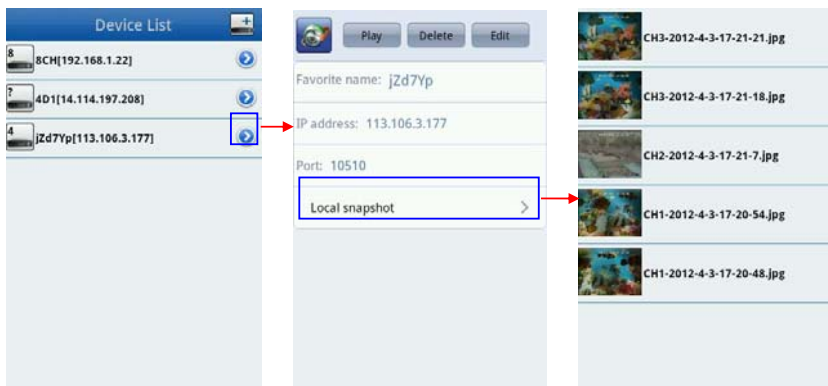 Device List
8
8CH[192.168.1.22]
?
4D1[14.114.197.208]
4
jZd7Yp[113.106.3.177]
Play Delete Edit
Favorite name: jZd7Yp
IP address: 113.106.3.177
Port: 10510
Local snapshot
CH3-2012-4-3-17-21-21.jpg
CH3-2012-4-3-17-21-18.jpg
CH2-2012-4-3-17-21-7.jpg
CH1-2012-4-3-17-20-54.jpg
CH1-2012-4-3-17-20-48.jpg